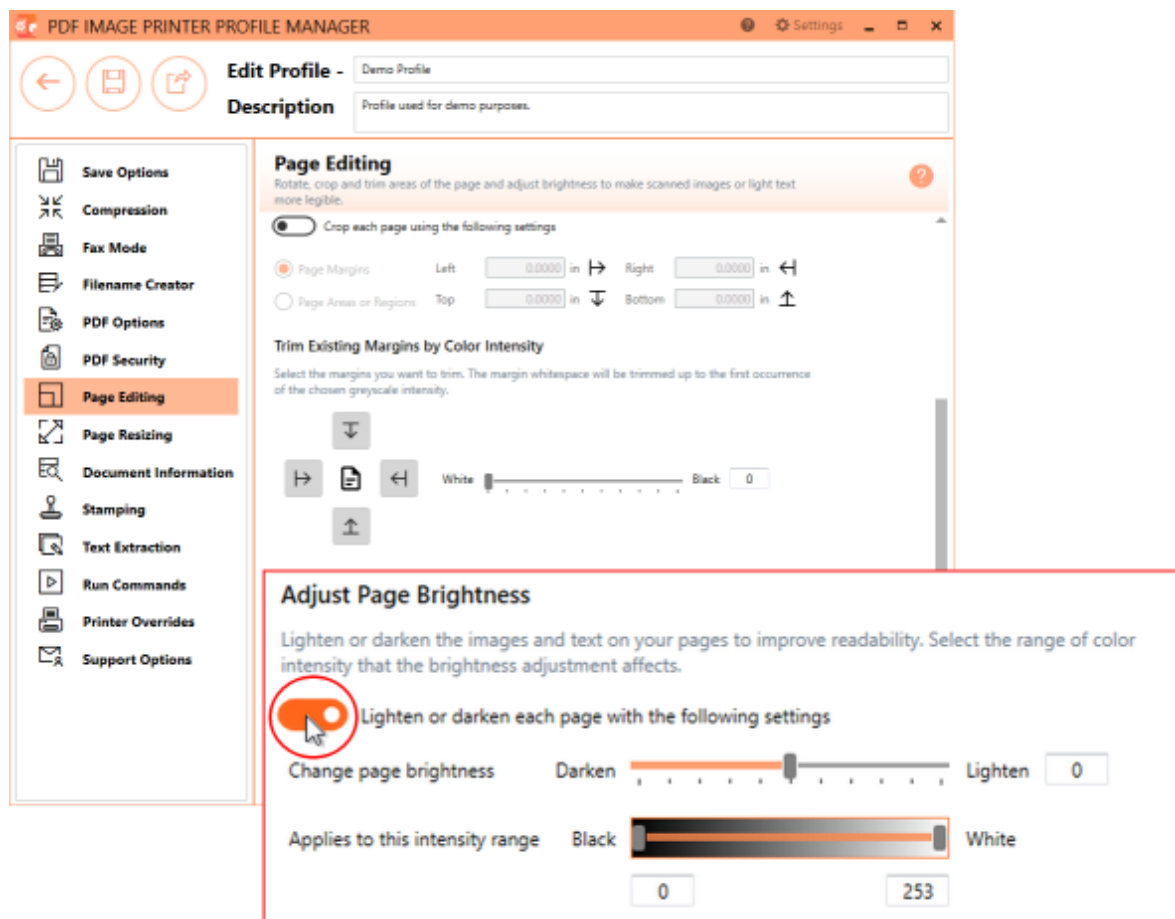 PDF IMAGE PRINTER PROFILE MANAGER
Settings
Edit Profile - Demo Profile
Description Profile used for demo purposes.
Save Options
Compression
Fax Mode
Filename Creator
PDF Options
PDF Security
Page Editing
Page Resizing
Document Information
Stamping
Text Extraction
Run Commands
Printer Overrides
Support Options
Page Editing
?
Rotate, crop and trim areas of the page and adjust brightness to make scanned images or light text
more legible.
Crop each page using the following settings
Page Margins Left 0.0000 in Right 0.0000 in
Page Areas or Regions Top 0.0000 in Bottom 0.0000 in
Trim Existing Margins by Color Intensity
Select the margins you want to trim. The margin whitespace will be trimmed up to the first occurrence
of the chosen greyscale intensity.
White Black 0
Adjust Page Brightness
Lighten or darken the images and text on your pages to improve readability. Select the range of color
intensity that the brightness adjustment affects.
Lighten or darken each page with the following settings
Change page brightness Darken Lighten 0
Applies to this intensity range Black White
0 253